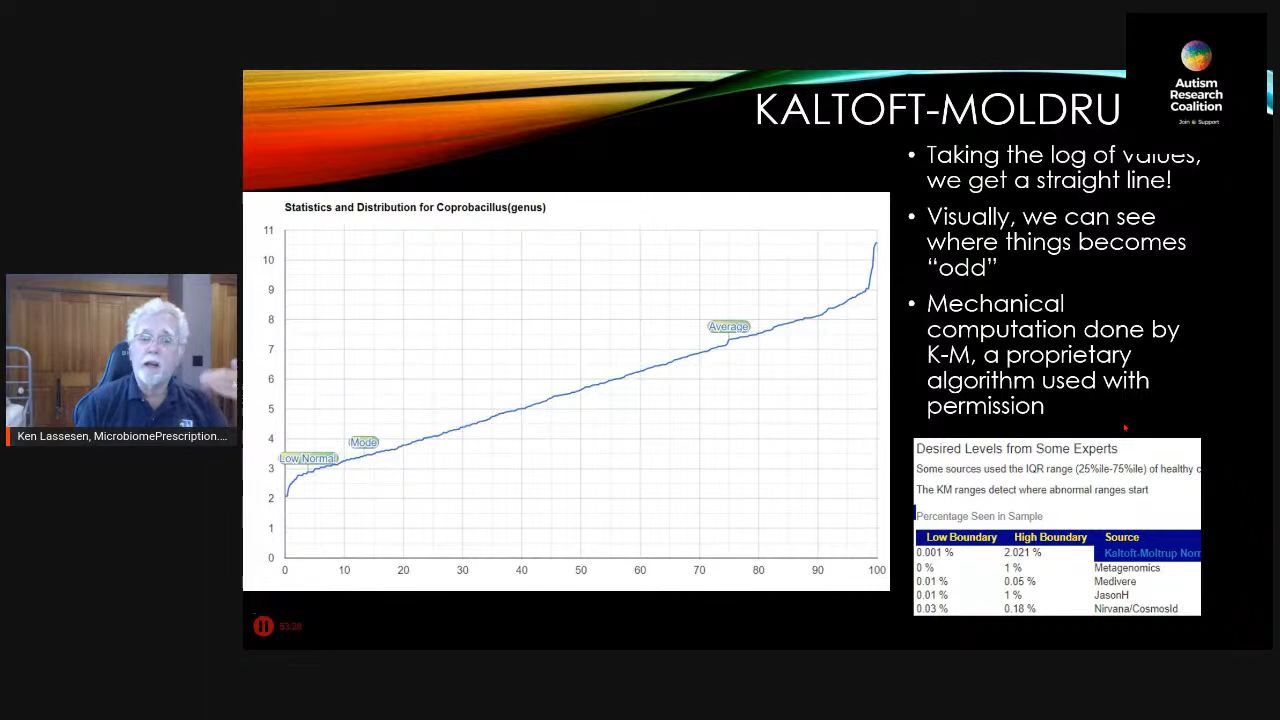 Autism
Research
Coalition
Join
Support
KALTOFT-MOLDRU
• Taking the log of values,
we get a straight line!
• Visually, we can see
where things becomes
“odd”
• Mechanical
computation done by
K-M, a proprietary
algorithm used with
permission
Statistics and Distribution for Coprobacillus(genus)
11
10
9
8
7
6
5
4
3
2
1
0
Average
Mode
Low Normal
0 10 20 30 40 50 60 70 80 90 100
Ken Lassesen, MicrobiomePrescription....
Desired Levels from Some Experts
Some sources used the IQR range (25%ile-75%ile) of healthy c
The KM ranges detect where abnormal ranges start
Percentage Seen in Sample
Low Boundary High Boundary Source
0.001 % 2.021 % Kaltoft-Moltrup Nor
0 % 1 % Metagenomics
0.01 % 0.05 % Medivere
0.01 % 1 % JasonH
0.03 % 0.18 % Nirvana/CosmosId
53:28